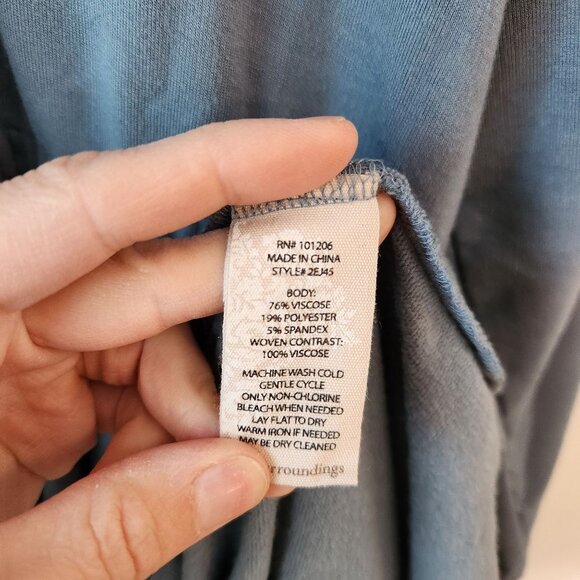 RN# 101206
MADE IN CHINA
STYLE# 2EJ45
BODY:
76% VISCOSE
19% POLYESTER
5% SPANDEX
WOVEN CONTRAST:
100% VISCOSE
MACHINE WASH COLD
GENTLE CYCLE
ONLY NON-CHLORINE
BLEACH WHEN NEEDED
LAY FLAT TO DRY
WARM IRON IF NEEDED
MAY BE DRY CLEANED
rroundings